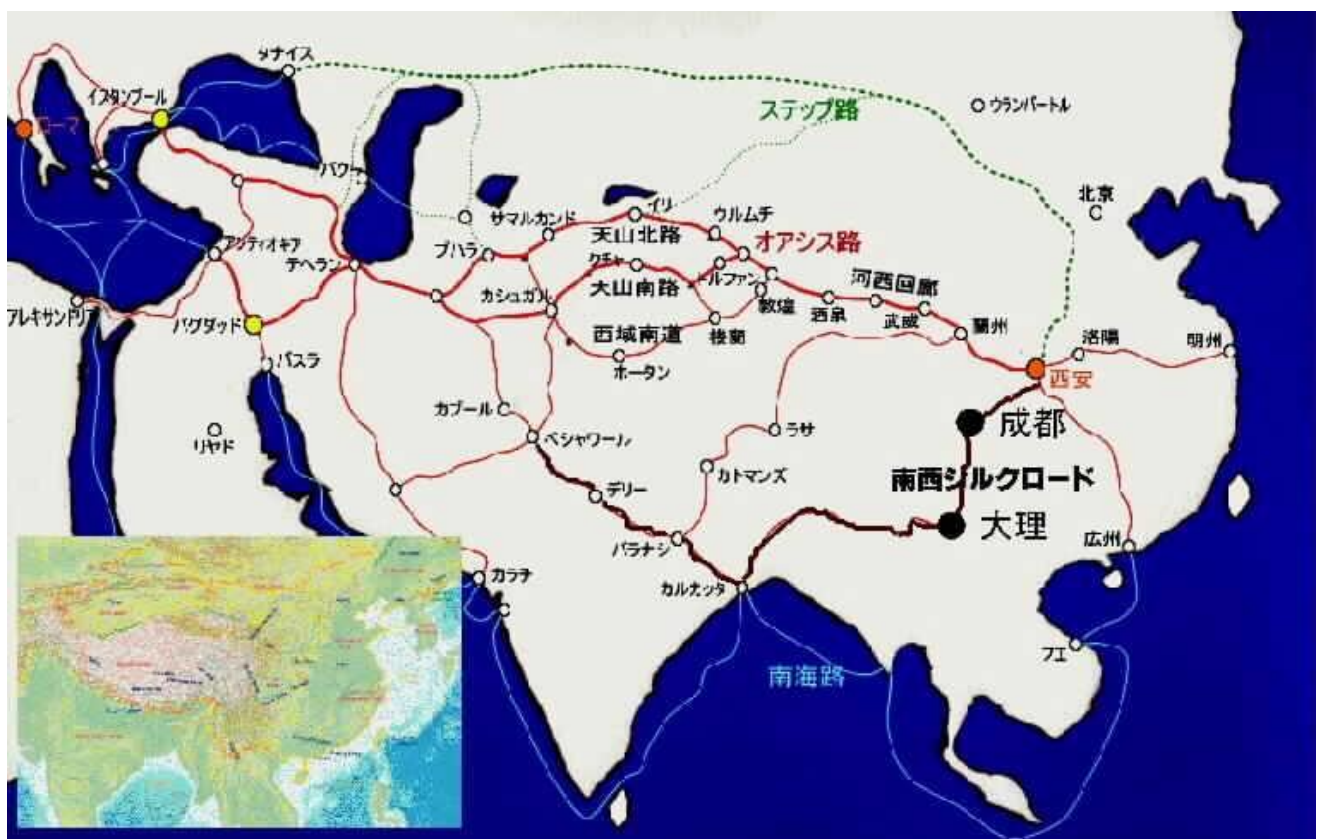 タナイス
イスタンブール
ローマ
ステップ路
ウランバートル
バクー
北京
サマルカンド
イリ
ウルムチ
天山北路
オアシス路
アンティオキア
テヘラン
ブハラ
クチャ
トルファン
河西回廊
カシュガル
大山南路
敦煌
酒泉
武威
蘭州
アレキサンドリア
バグダッド
西域南道
楼蘭
洛陽
明州
バスラ
ホータン
西安
カブール
ラサ
成都
リヤド
ペシャワール
カトマンズ
南西シルクロード
デリー
大理
バラナシ
広州
カラチ
カルカッタ
フエ
南海路